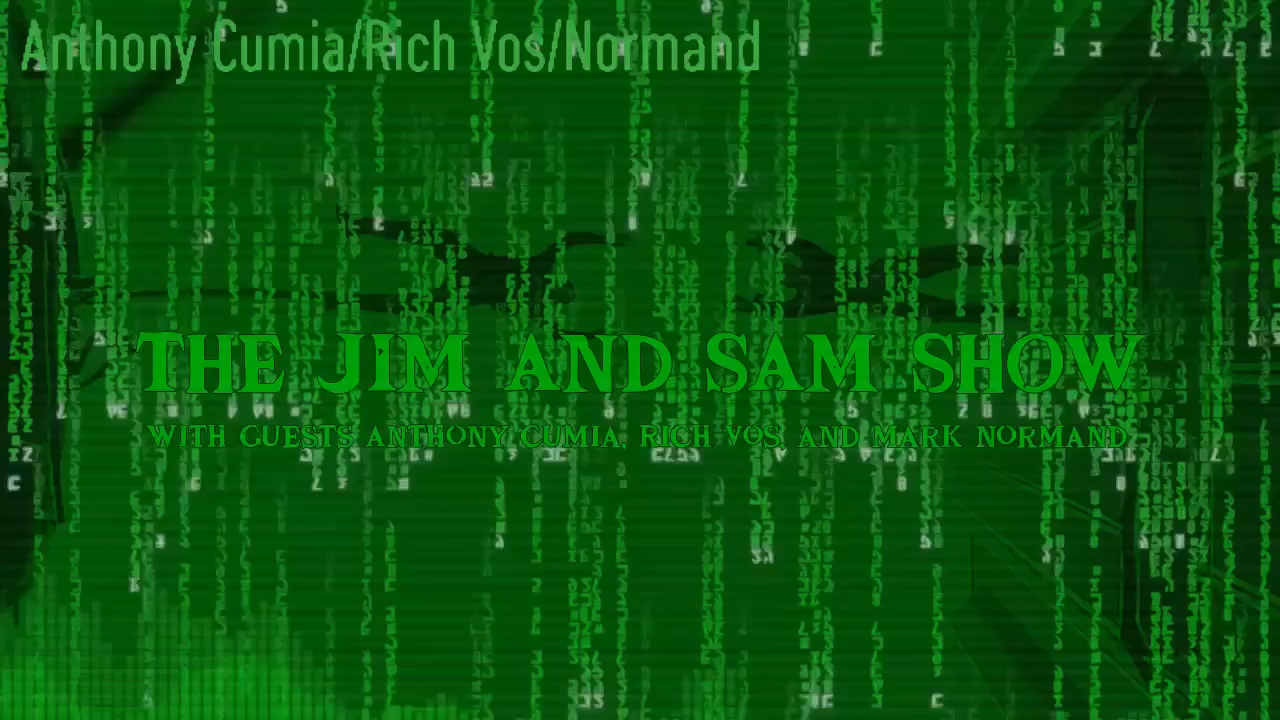 Anthony Cumia/Rich Vos/Normand
THE JIM AND SAM SHOW
WITH GUESTS ANTHONY CUMIA, RICH VOS, AND MARK NORMAND